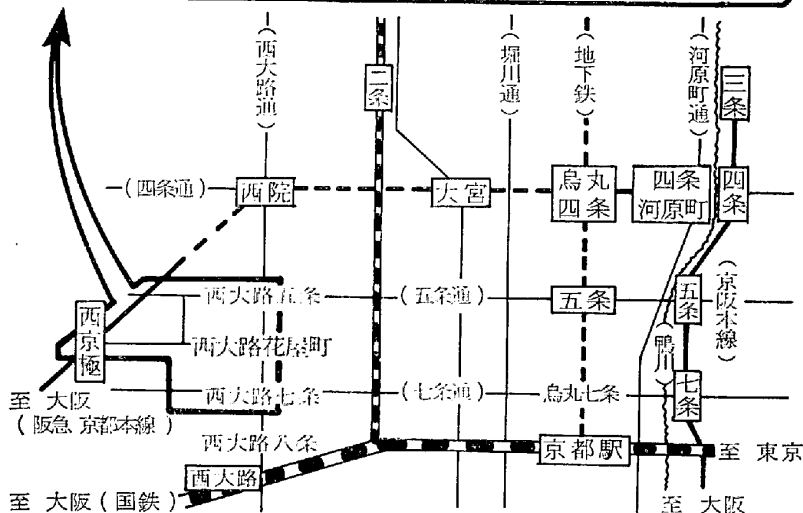 （西大路通）
二条
（堀川通）
（地下鉄）
（河原町通）
三条
（四条通）
西院
大宮
烏丸
四条
四条
河原町
四条
西大路五条
（五条通）
五条
五条
（京阪本線）
西京極
西大路花屋町
（鴨川）
西大路七条
（七条通）
烏丸七条
七条
至 大阪
（阪急 京都本線）
西大路八条
京都駅
至 東京
西大路
至 大阪（国鉄）
至 大阪